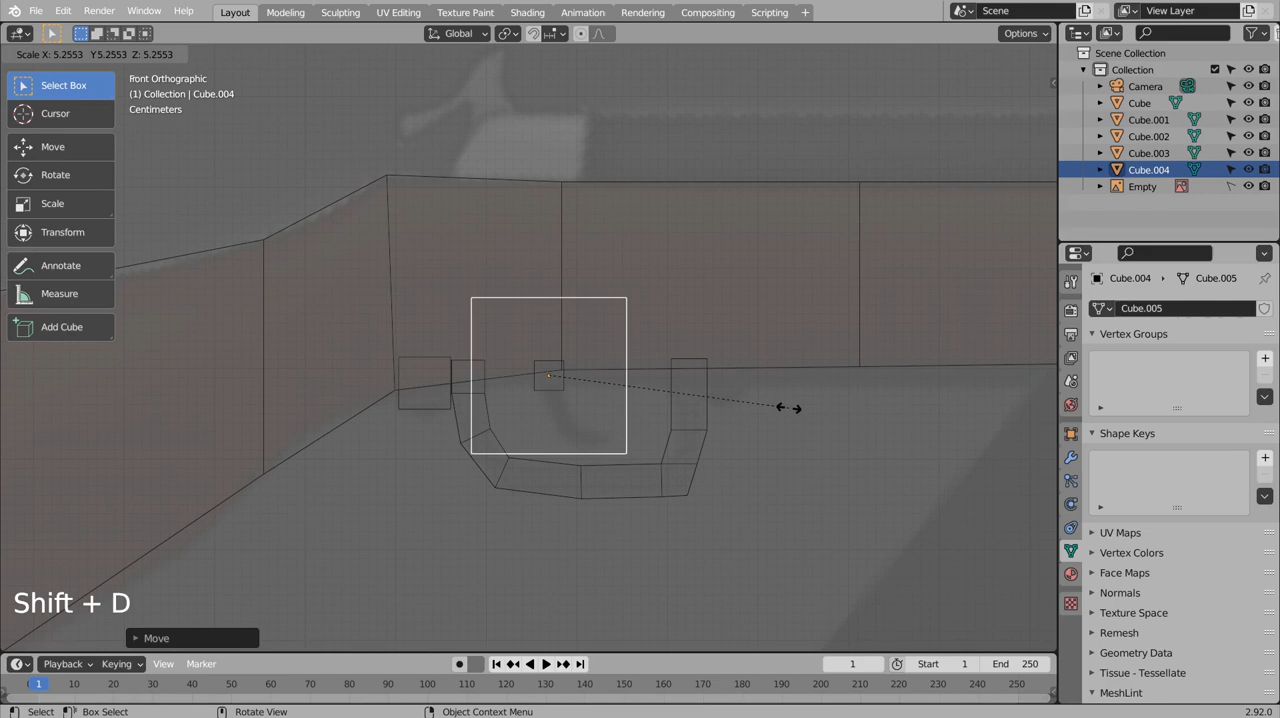 File Edit Render Window Help Layout Modeling Sculpting UV Editing Texture Paint Shading Animation Rendering Compositing Scripting + Scene View Layer
Global Options
Scale X: 5.2553 Y:5.2553 Z: 5.2553
Select Box
Cursor
Move
Rotate
Scale
Transform
Annotate
Measure
Add Cube
Front Orthographic
(1) Collection | Cube.004
Centimeters
Shift + D
Move
Scene Collection
Collection
Camera
Cube
Cube.001
Cube.002
Cube.003
Cube.004
Empty
Cube.004 Cube.005
Cube.005
Vertex Groups
Shape Keys
UV Maps
Vertex Colors
Face Maps
Normals
Texture Space
Remesh
Geometry Data
Tissue - Tessellate
MeshLint
Playback Keying View Marker 1 Start 1 End 250
1 10 20 30 40 50 60 70 80 90 100 110 120 130 140 150 160 170 180 190 200 210 220 230 240 250
Select Box Select Rotate View Object Context Menu 2.92.0